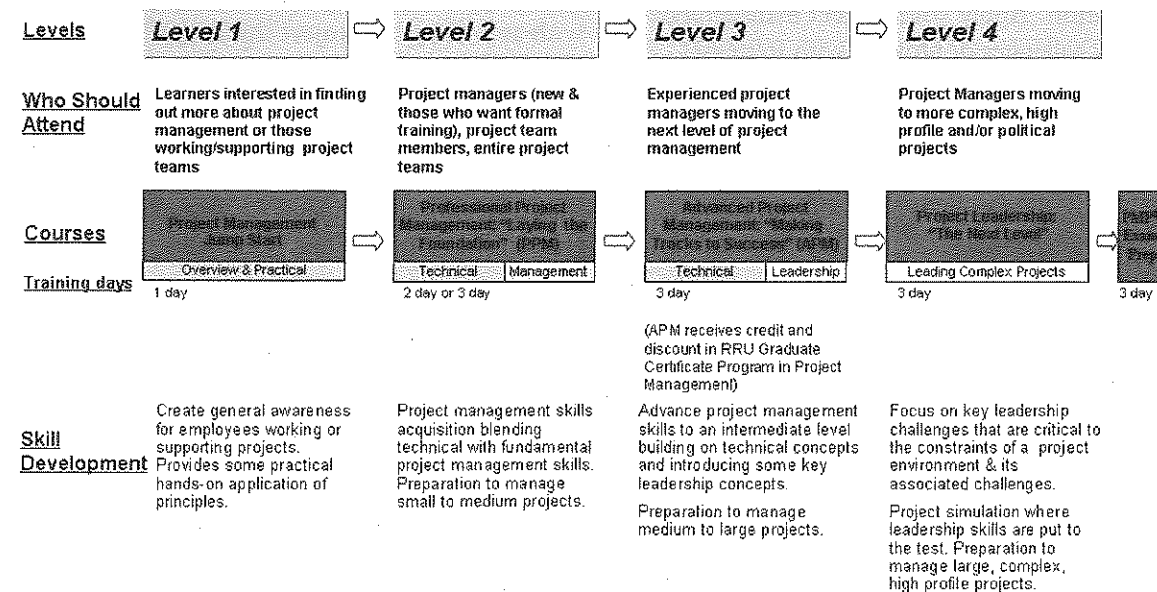 Levels
Level 1
Level 2
Level 3
Level 4
Who Should
Attend
Learners interested in finding
out more about project
management or those
working/supporting project
teams
Project managers (new &
those who want formal
training), project team
members, entire project
teams
Experienced project
managers moving to the
next level of project
management
Project Managers moving
to more complex, high
profile and/or political
projects
Courses
Project Management
Jump Start
Professional Project
Management: "Laying the
Foundation" (PPM)
Advanced Project
Management: "Making
Tracks to Success" (APM)
Project Leadership:
"The Next Level"
Overview & Practical
Technical
Management
Technical
Leadership
Leading Complex Projects
Training days
1 day
2 day or 3 day
3 day
3 day
3 day
(APM receives credit and
discount in RRU Graduate
Certificate Program in Project
Management)
Skill
Development
Create general awareness
for employees working or
supporting projects.
Provides some practical
hands-on application of
principles.
Project management skills
acquisition blending
technical with fundamental
project management skills.
Preparation to manage
small to medium projects.
Advance project management
skills to an intermediate level
building on technical concepts
and introducing some key
leadership concepts.
Preparation to manage
medium to large projects.
Focus on key leadership
challenges that are critical to
the constraints of a project
environment & its
associated challenges.
Project simulation where
leadership skills are put to
the test. Preparation to
manage large, complex,
high profile projects.